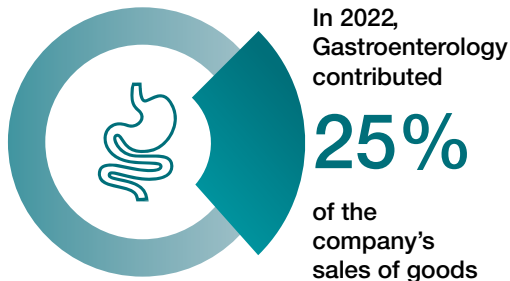 In 2022,
Gastroenterology
contributed
25%
of the
company's
sales of goods